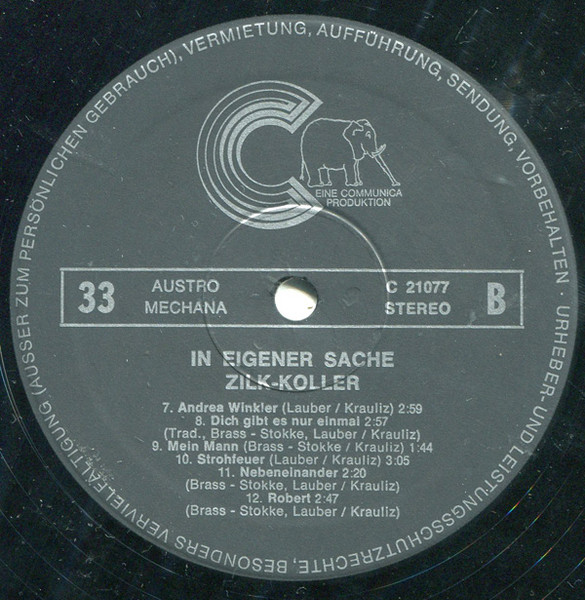 (AUSSER ZUM PERSÖNLICHEN GEBRAUCH), VERMIETUNG, AUFFÜHRUNG, SENDUNG, VORBEHALTEN · URHEBER- UND LEISTUNGSSCHUTZRECHTE, BESONDERS VERVIELFÄLTIGUNG
C
EINE COMMUNICA
PRODUKTION
33
AUSTRO
MECHANA
C 21077
STEREO
B
IN EIGENER SACHE
ZILK-KOLLER
7. Andrea Winkler (Lauber / Krauliz) 2:59
8. Dich gibt es nur einmal 2:57
(Trad., Brass - Stokke, Lauber / Krauliz)
9. Mein Mann (Brass - Stokke / Krauliz) 1:44
10. Strohfeuer (Lauber / Krauliz) 3:05
11. Nebeneinander 2:20
(Brass - Stokke, Lauber / Krauliz)
12. Robert 2:47
(Brass - Stokke, Lauber / Krauliz)